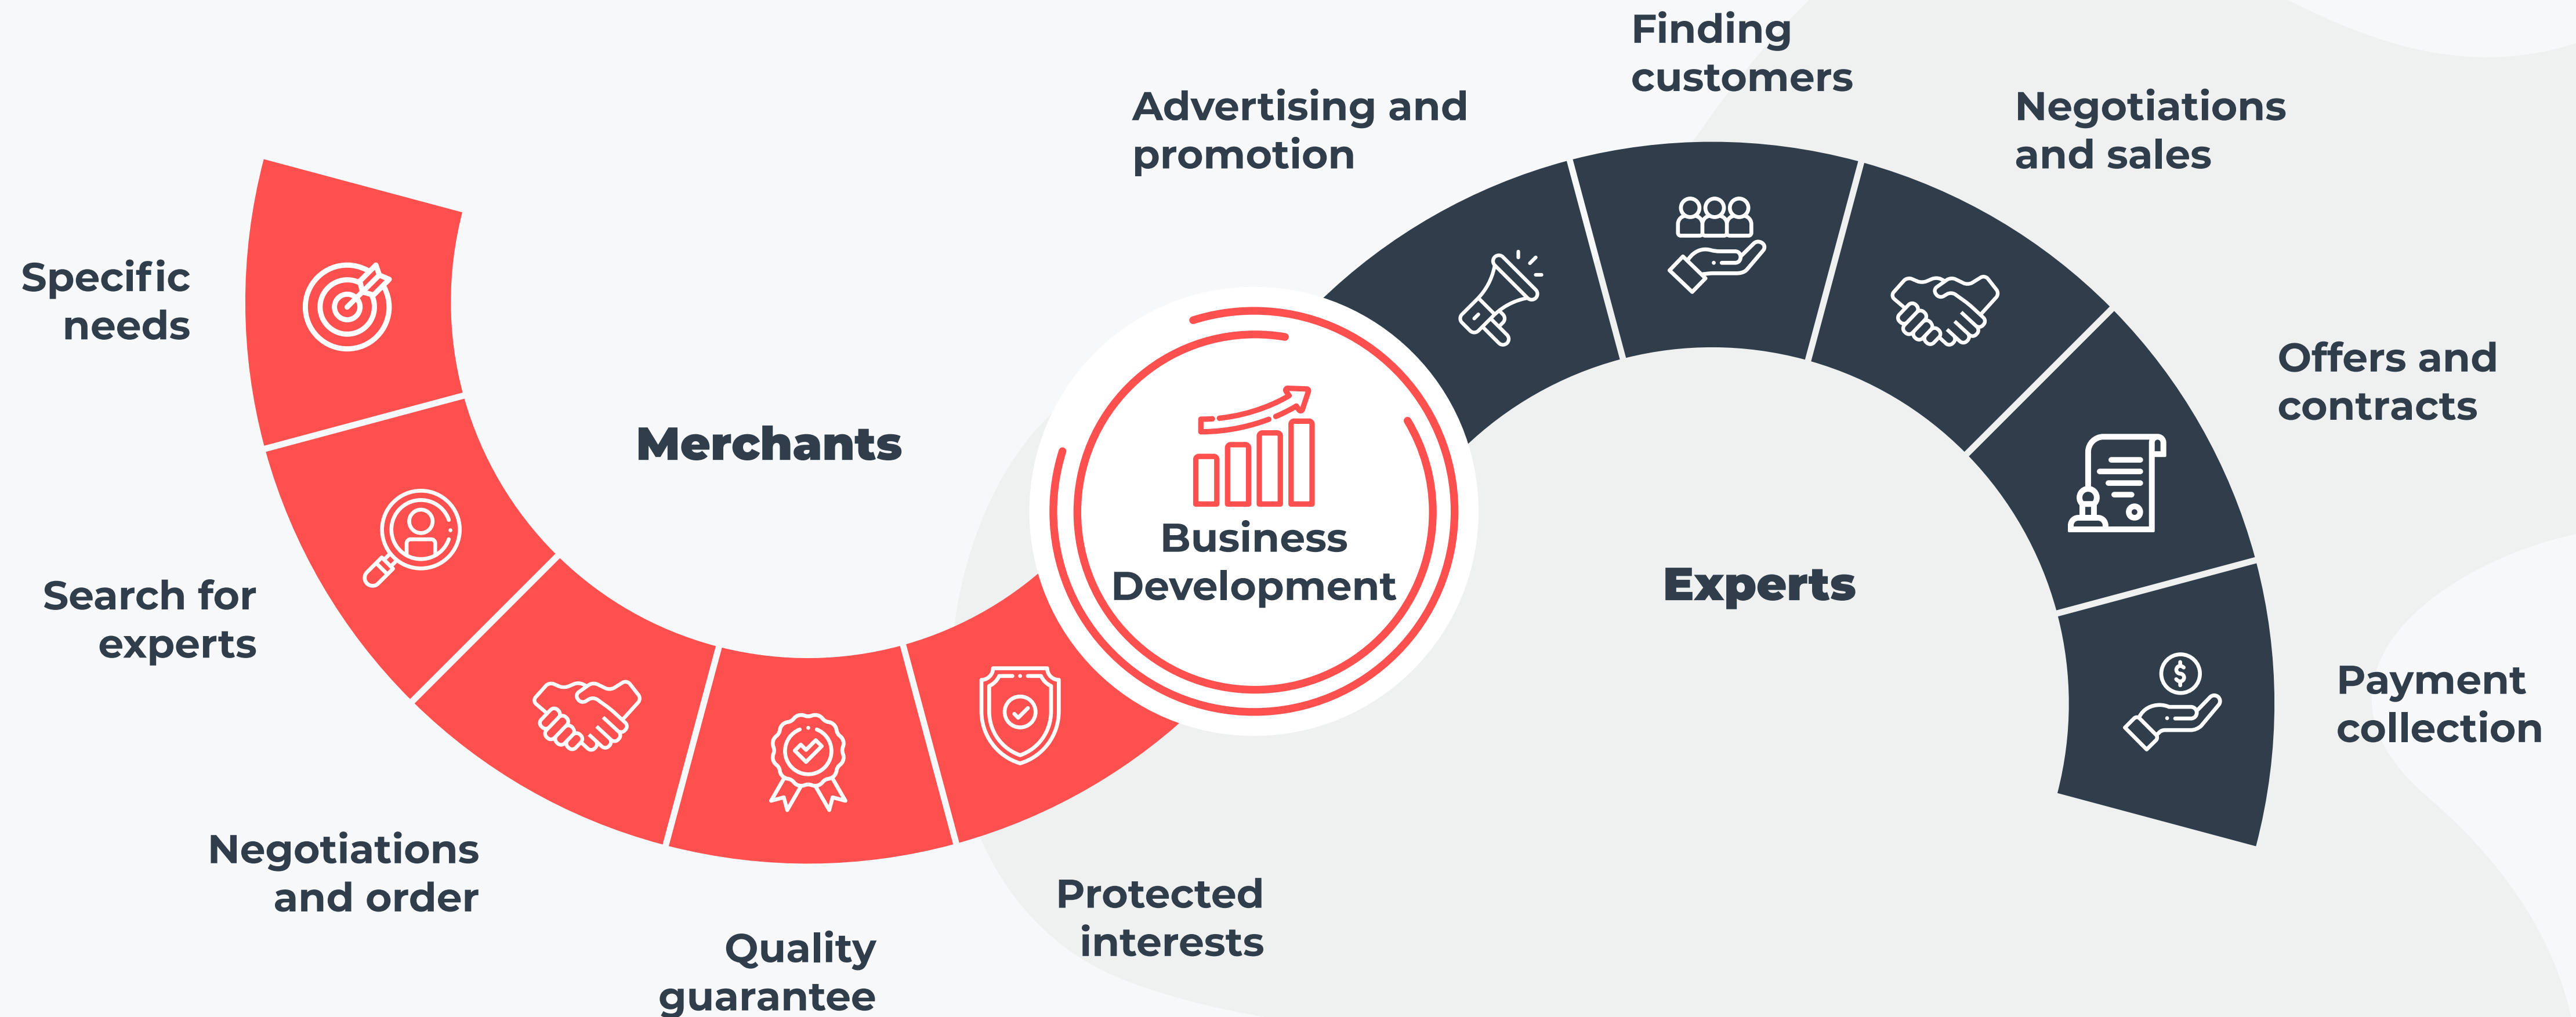 Specific
needs
Search for
experts
Negotiations
and order
Quality
guarantee
Protected
interests
Merchants
Business
Development
Advertising and
promotion
Finding
customers
Negotiations
and sales
Offers and
contracts
Payment
collection
Experts
$